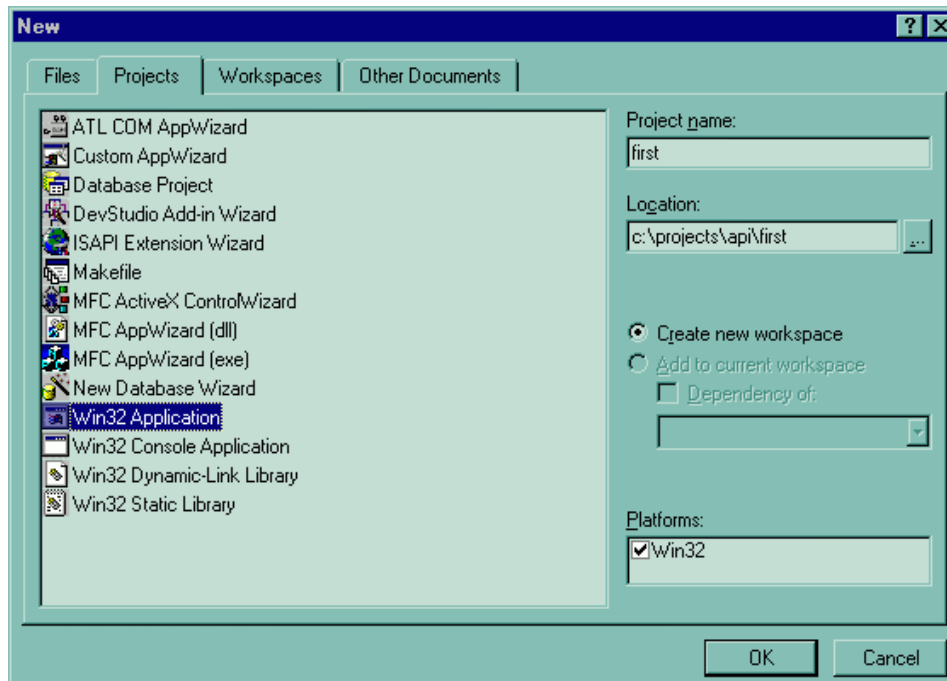 New
Files Projects Workspaces Other Documents
ATL COM AppWizard
Custom AppWizard
Database Project
DevStudio Add-in Wizard
ISAPI Extension Wizard
Makefile
MFC ActiveX ControlWizard
MFC AppWizard (dll)
MFC AppWizard (exe)
New Database Wizard
Win32 Application
Win32 Console Application
Win32 Dynamic-Link Library
Win32 Static Library
Project name:
first
Location:
c:\projects\api\first
...
Create new workspace
Add to current workspace
Dependency of:
Platforms:
Win32
OK Cancel